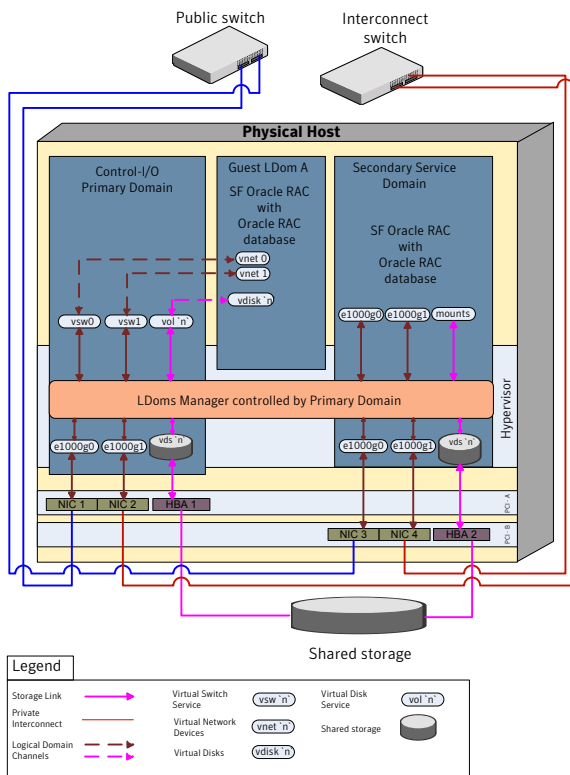 Public switch
Interconnect
switch
Physical Host
Control-I/O
Primary Domain
Guest LDom A
SF Oracle RAC
with
Oracle RAC
database
Secondary Service
Domain
SF Oracle RAC
with
Oracle RAC
database
vnet 0
vnet 1
vdisk`n
vsw0
vsw1
vol `n`
e1000g0
e1000g1
mounts
LDoms Manager controlled by Primary Domain
Hypervisor
e1000g0
e1000g1
vds `n`
e1000g0
e1000g1
vds `n`
NIC 1
NIC 2
HBA 1
PCI - A
NIC 3
NIC 4
HBA 2
PCI - B
Shared storage
Legend
Storage Link
Private
Interconnect
Logical Domain
Channels
Virtual Switch
Service
vsw `n`
Virtual Network
Devices
vnet `n`
Virtual Disks
vdisk`n`
Virtual Disk
Service
vol `n`
Shared storage